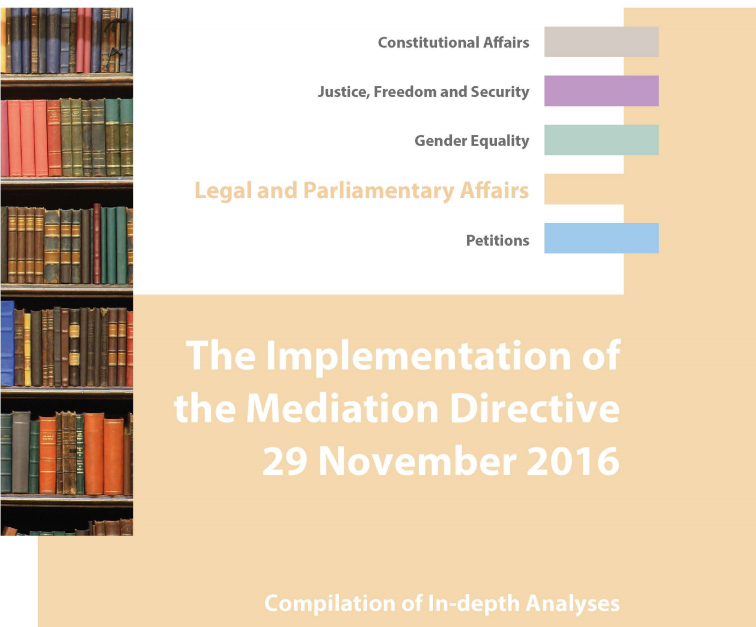 Constitutional Affairs
Justice, Freedom and Security
Gender Equality
Legal and Parliamentary Affairs
Petitions
The Implementation of
the Mediation Directive
29 November 2016
Compilation of In-depth Analyses